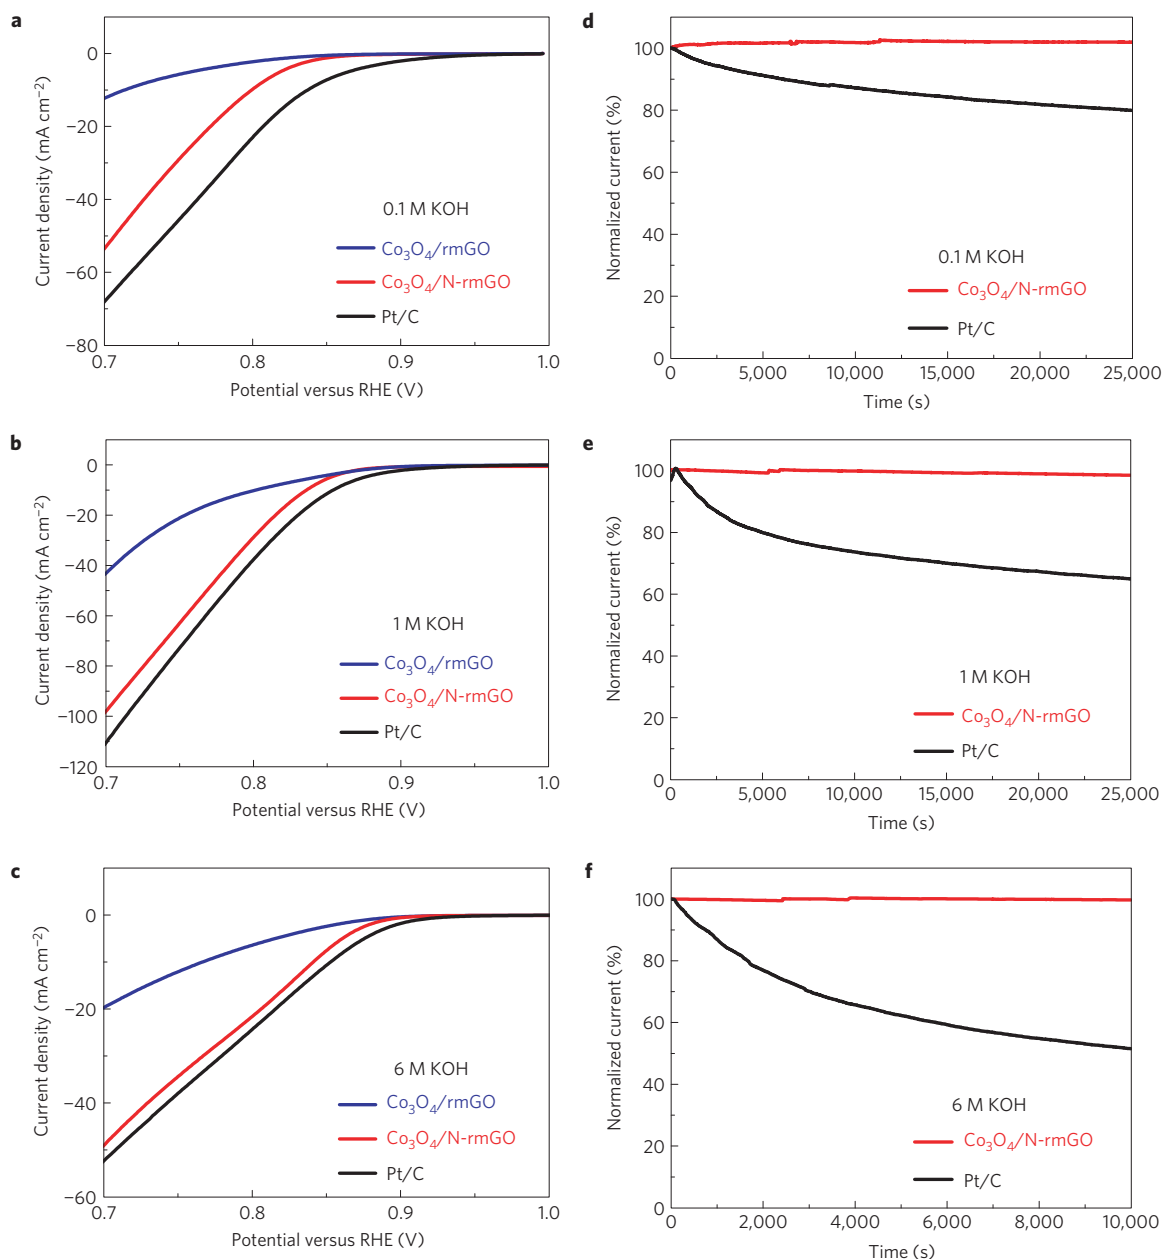 a
0
−20
−40
−60
−80
Current density (mA cm⁻²)
0.1 M KOH
Co₃O₄/rmGO
Co₃O₄/N-rmGO
Pt/C
0.7 0.8 0.9 1.0
Potential versus RHE (V)
d
100
80
60
40
20
0
Normalized current (%)
0.1 M KOH
Co₃O₄/N-rmGO
Pt/C
0 5,000 10,000 15,000 20,000 25,000
Time (s)
b
0
−20
−40
−60
−80
−100
−120
Current density (mA cm⁻²)
1 M KOH
Co₃O₄/rmGO
Co₃O₄/N-rmGO
Pt/C
0.7 0.8 0.9 1.0
Potential versus RHE (V)
e
100
80
60
40
20
0
Normalized current (%)
1 M KOH
Co₃O₄/N-rmGO
Pt/C
0 5,000 10,000 15,000 20,000 25,000
Time (s)
c
0
−20
−40
−60
Current density (mA cm⁻²)
6 M KOH
Co₃O₄/rmGO
Co₃O₄/N-rmGO
Pt/C
0.7 0.8 0.9 1.0
Potential versus RHE (V)
f
100
80
60
40
20
0
Normalized current (%)
6 M KOH
Co₃O₄/N-rmGO
Pt/C
0 2,000 4,000 6,000 8,000 10,000
Time (s)